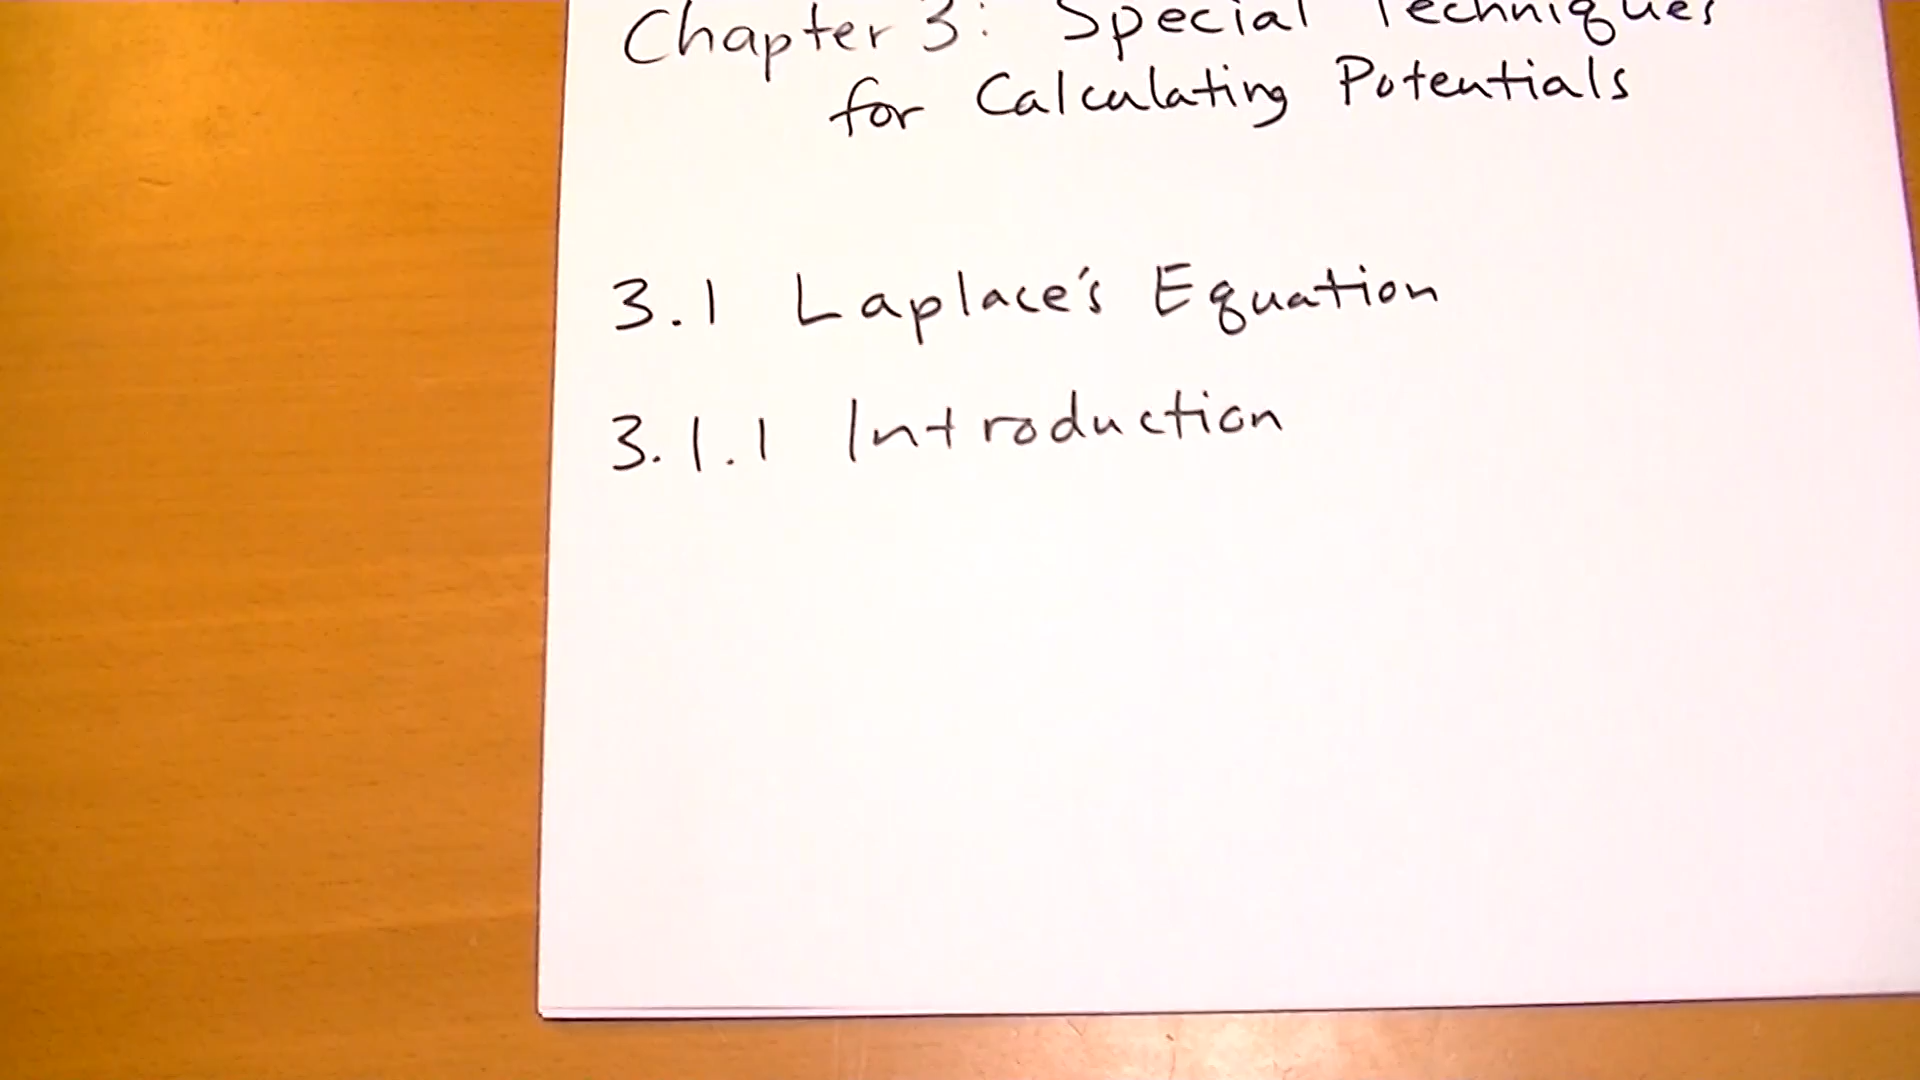 Chapter 3: Special Techniques
for Calculating Potentials
3.1 Laplace's Equation
3.1.1 Introduction